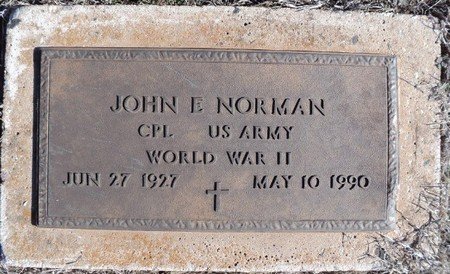 JOHN E NORMAN
CPL US ARMY
WORLD WAR II
JUN 27 1927 MAY 10 1990